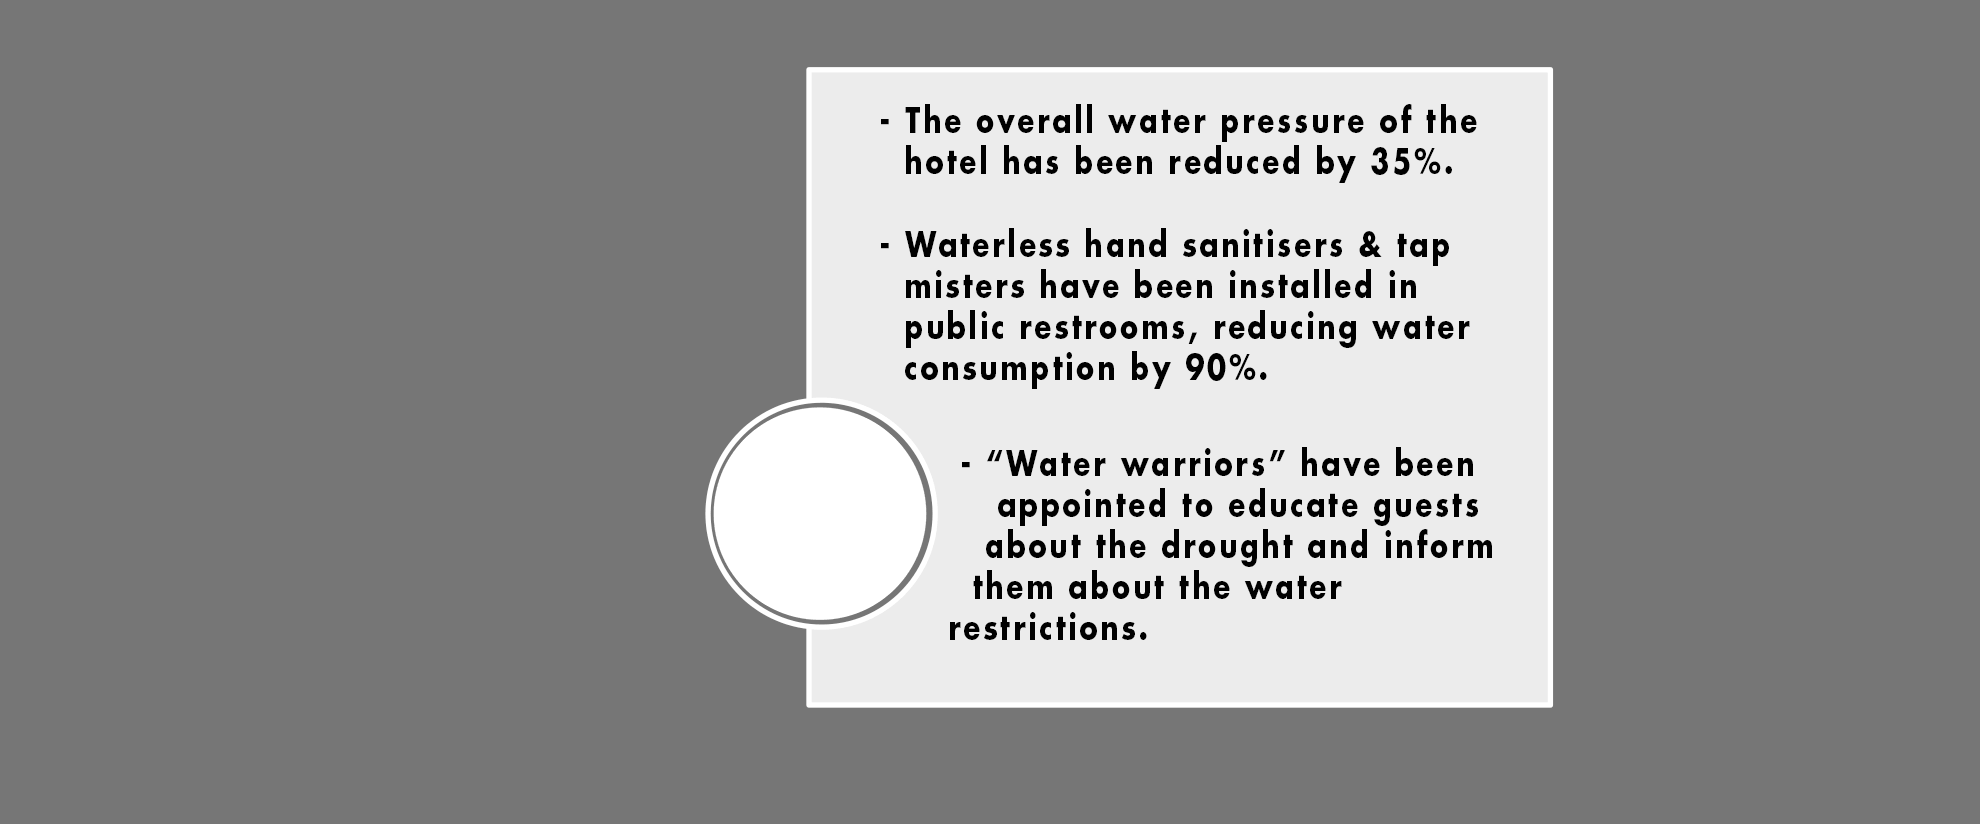 - The overall water pressure of the
hotel has been reduced by 35%.
- Waterless hand sanitisers & tap
misters have been installed in
public restrooms, reducing water
consumption by 90%.
- “Water warriors” have been
appointed to educate guests
about the drought and inform
them about the water
restrictions.